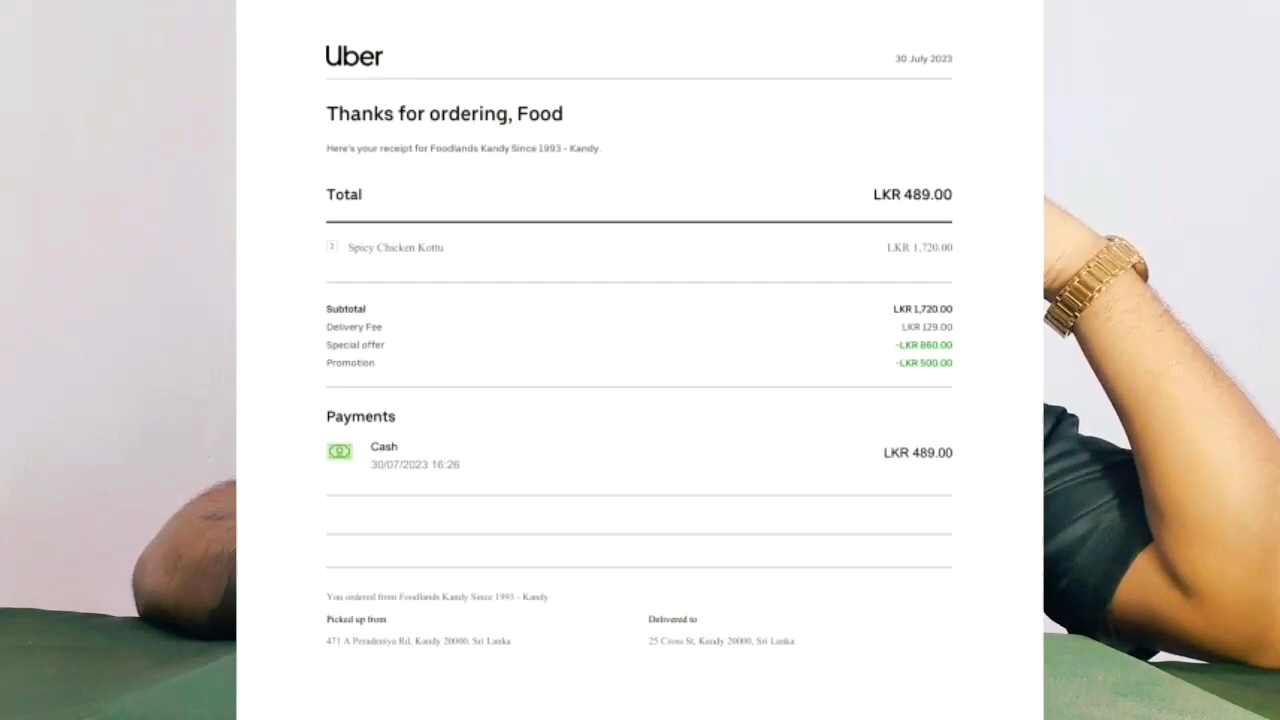 Uber
30 July 2023
Thanks for ordering, Food
Here's your receipt for Foodlands Kandy Since 1993 - Kandy.
Total LKR 489.00
2 Spicy Chicken Kottu LKR 1,720.00
Subtotal LKR 1,720.00
Delivery Fee LKR 129.00
Special offer -LKR 860.00
Promotion -LKR 500.00
Payments
Cash LKR 489.00
30/07/2023 16:26
You ordered from Foodlands Kandy Since 1993 - Kandy
Picked up from Delivered to
471 A Peradeniya Rd, Kandy 20000, Sri Lanka 25 Cross St, Kandy 20000, Sri Lanka